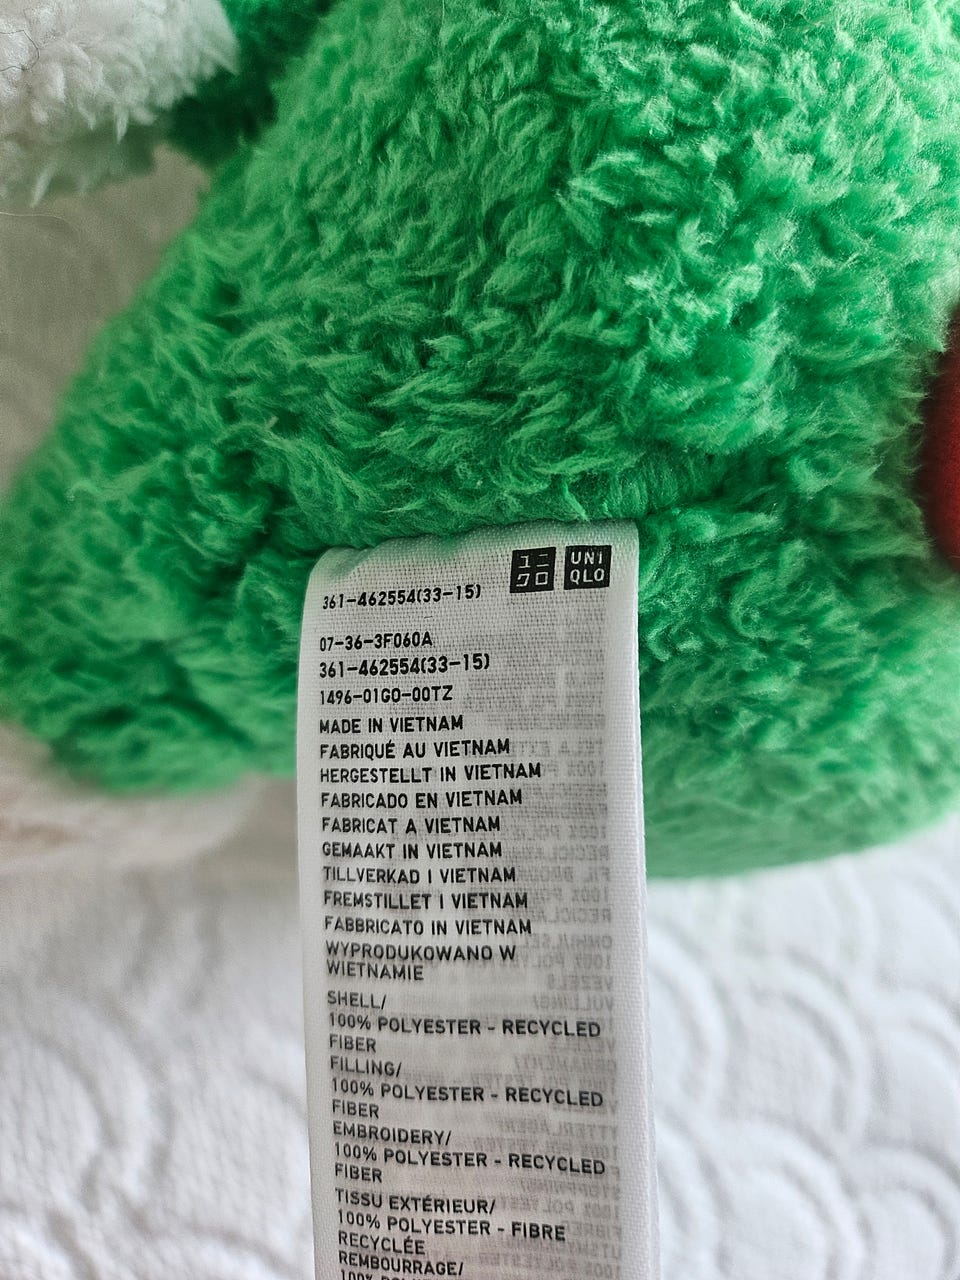 ユニ
クロ
UNI
QLO
361-462554(33-15)
07-36-3F060A
361-462554(33-15)
1496-01GO-00TZ
MADE IN VIETNAM
FABRIQUÉ AU VIETNAM
HERGESTELLT IN VIETNAM
FABRICADO EN VIETNAM
FABRICAT A VIETNAM
GEMAAKT IN VIETNAM
TILLVERKAD I VIETNAM
FREMSTILLET I VIETNAM
FABBRICATO IN VIETNAM
WYPRODUKOWANO W
WIETNAMIE
SHELL/
100% POLYESTER - RECYCLED
FIBER
FILLING/
100% POLYESTER - RECYCLED
FIBER
EMBROIDERY/
100% POLYESTER - RECYCLED
FIBER
TISSU EXTÉRIEUR/
100% POLYESTER - FIBRE
RECYCLÉE
REMBOURRAGE/